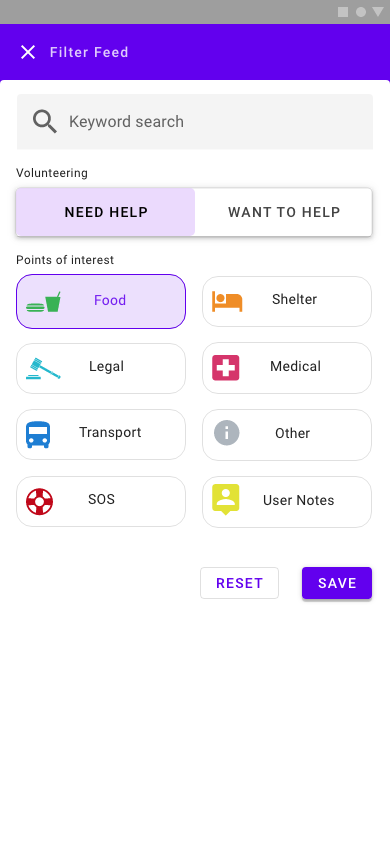 Filter Feed
Keyword search
Volunteering
NEED HELP WANT TO HELP
Points of interest
Food Shelter
Legal Medical
Transport Other
SOS User Notes
RESET SAVE